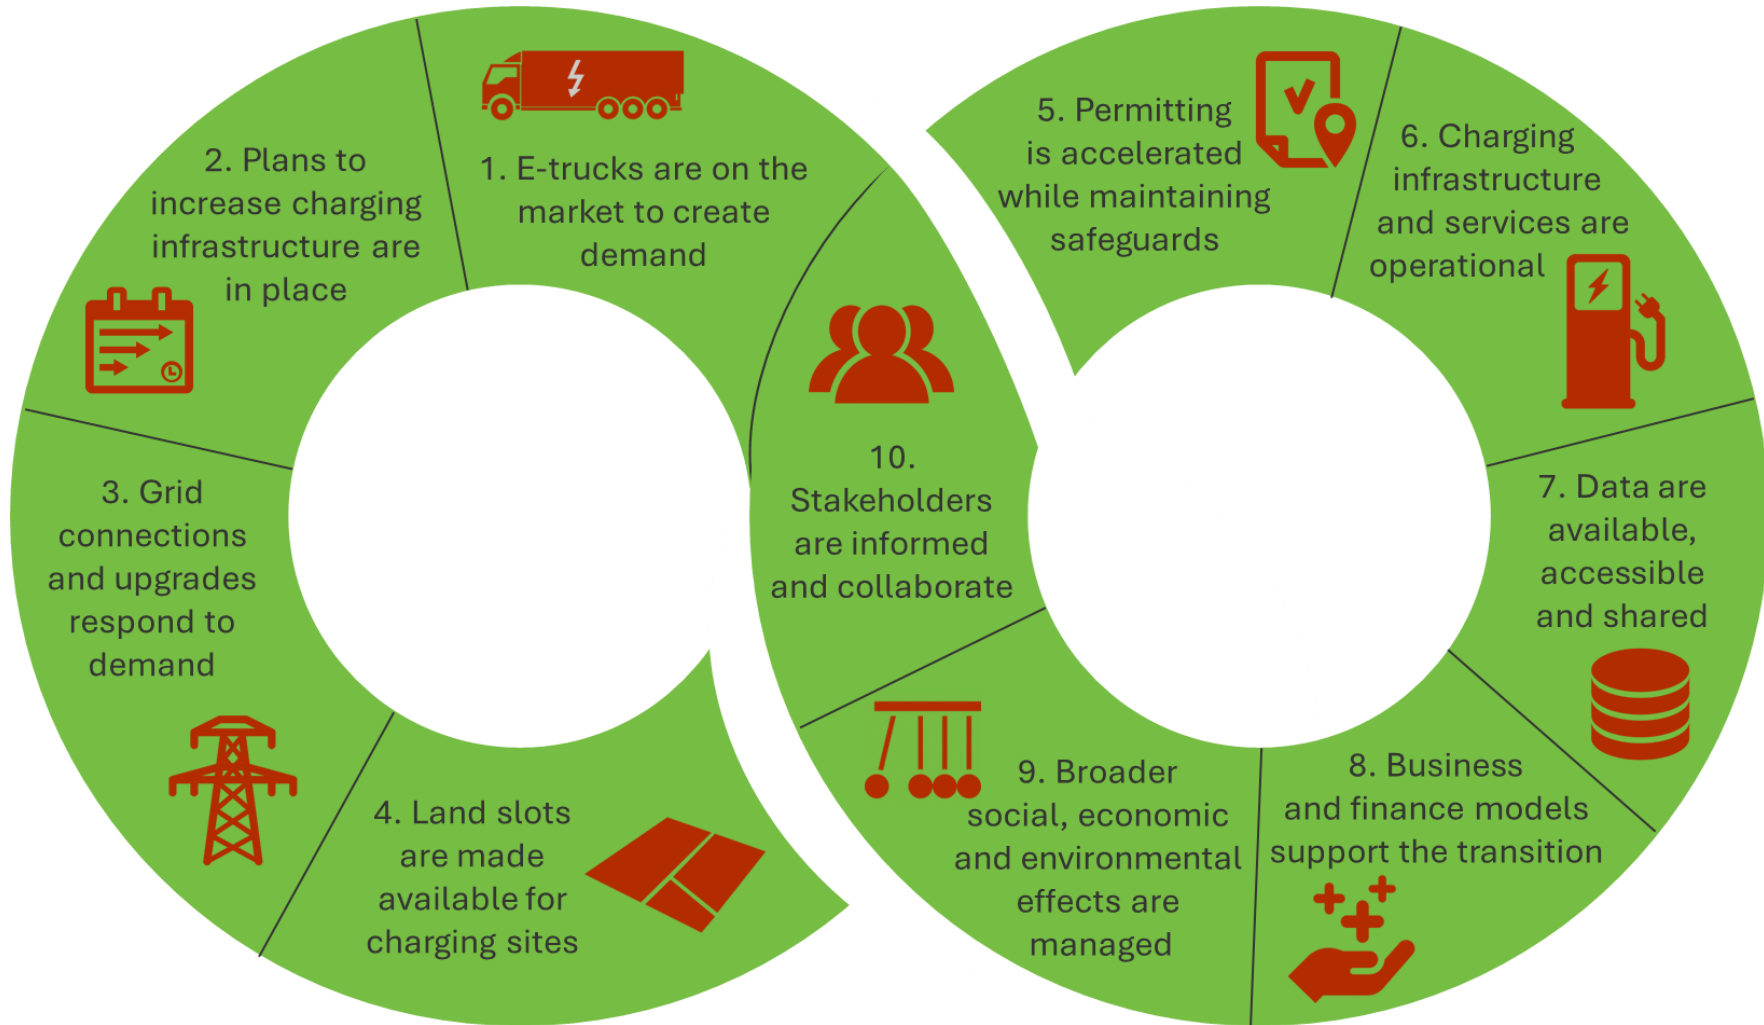 1. E-trucks are on the
market to create
demand
2. Plans to
increase charging
infrastructure are
in place
3. Grid
connections
and upgrades
respond to
demand
4. Land slots
are made
available for
charging sites
5. Permitting
is accelerated
while maintaining
safeguards
6. Charging
infrastructure
and services are
operational
7. Data are
available,
accessible
and shared
8. Business
and finance models
support the transition
9. Broader
social, economic
and environmental
effects are
managed
10.
Stakeholders
are informed
and collaborate